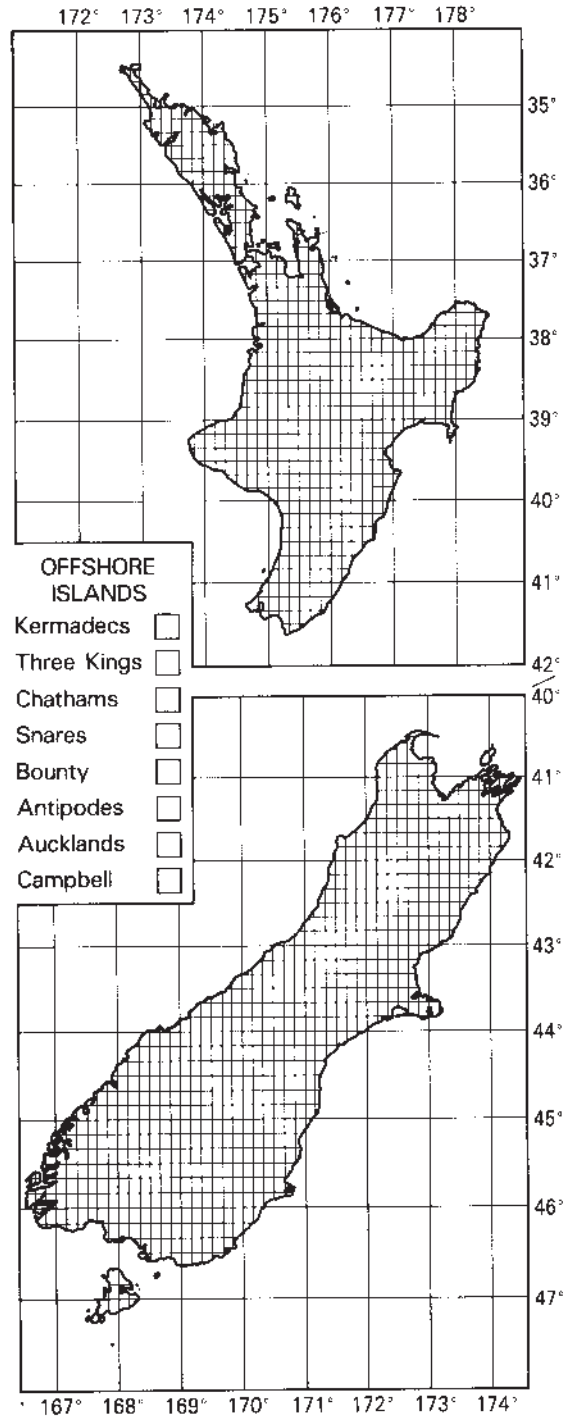 172° 173° 174° 175° 176° 177° 178°
35°
36°
37°
38°
39°
40°
41°
42°
OFFSHORE
ISLANDS
Kermadecs
Three Kings
Chathams
Snares
Bounty
Antipodes
Aucklands
Campbell
40°
41°
42°
43°
44°
45°
46°
47°
167° 168° 169° 170° 171° 172° 173° 174°